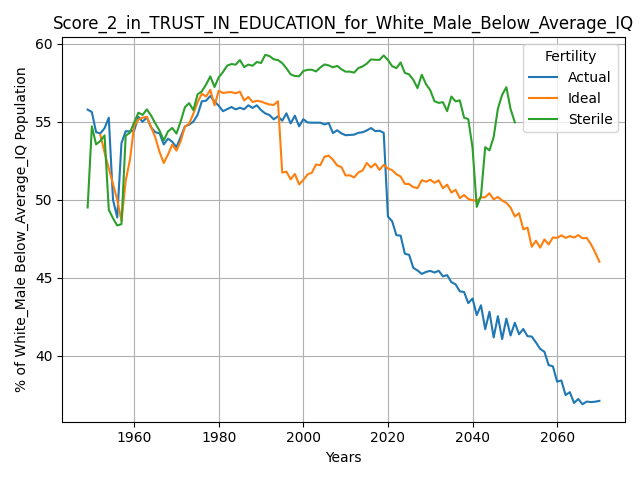 Score_2_in_TRUST_IN_EDUCATION_for_White_Male_Below_Average_IQ
% of White_Male Below_Average_IQ Population
60
55
50
45
40
Fertility
Actual
Ideal
Sterile
1960
1980
2000
2020
2040
2060
Years